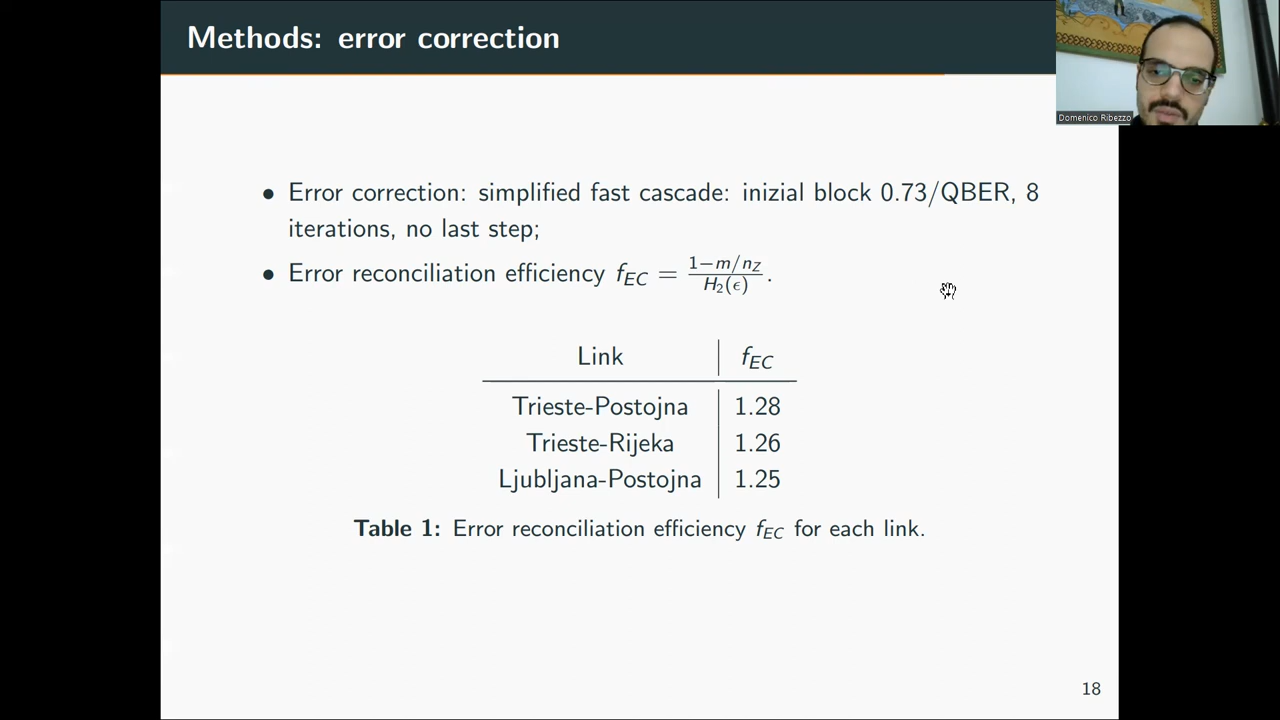 Methods: error correction
Domenico Ribezzo
• Error correction: simplified fast cascade: inizial block 0.73/QBER, 8
iterations, no last step;
• Error reconciliation efficiency f_EC = (1−m/n_Z)/(H_2(ϵ)).
Link | f_EC
Trieste-Postojna | 1.28
Trieste-Rijeka | 1.26
Ljubljana-Postojna | 1.25
Table 1: Error reconciliation efficiency f_EC for each link.
18